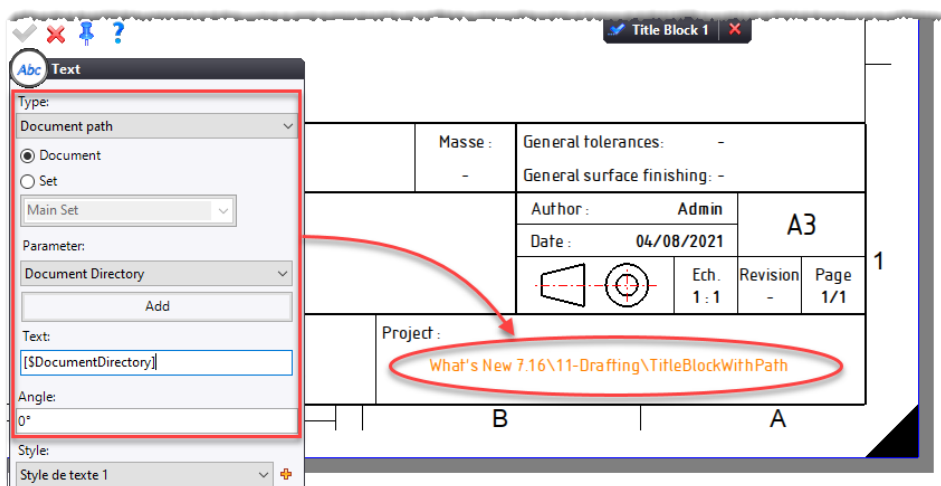 Title Block 1
Abc Text
Type:
Document path
Document
Set
Main Set
Parameter:
Document Directory
Add
Text:
[$DocumentDirectory]
Angle:
0°
Style:
Style de texte 1
Masse :
-
General tolerances: -
General surface finishing: -
Author : Admin
Date : 04/08/2021
A3
Ech.
1 : 1
Revision
-
Page
1/1
1
Project :
What's New 7.16\11-Drafting\TitleBlockWithPath
B A